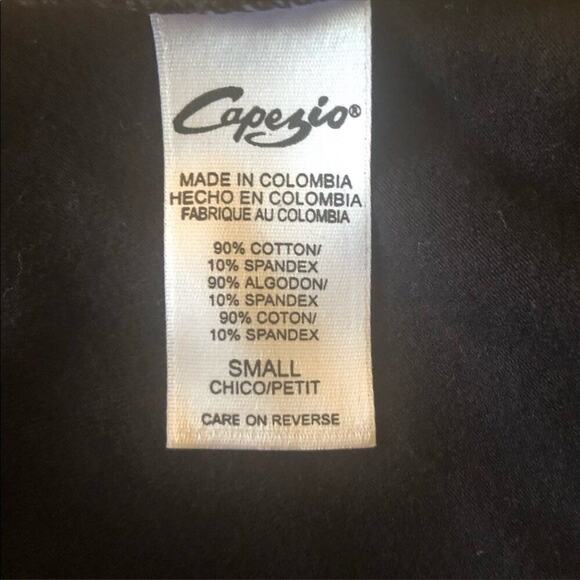 Capezio®
MADE IN COLOMBIA
HECHO EN COLOMBIA
FABRIQUE AU COLOMBIA
90% COTTON/
10% SPANDEX
90% ALGODON/
10% SPANDEX
90% COTON/
10% SPANDEX
SMALL
CHICO/PETIT
CARE ON REVERSE